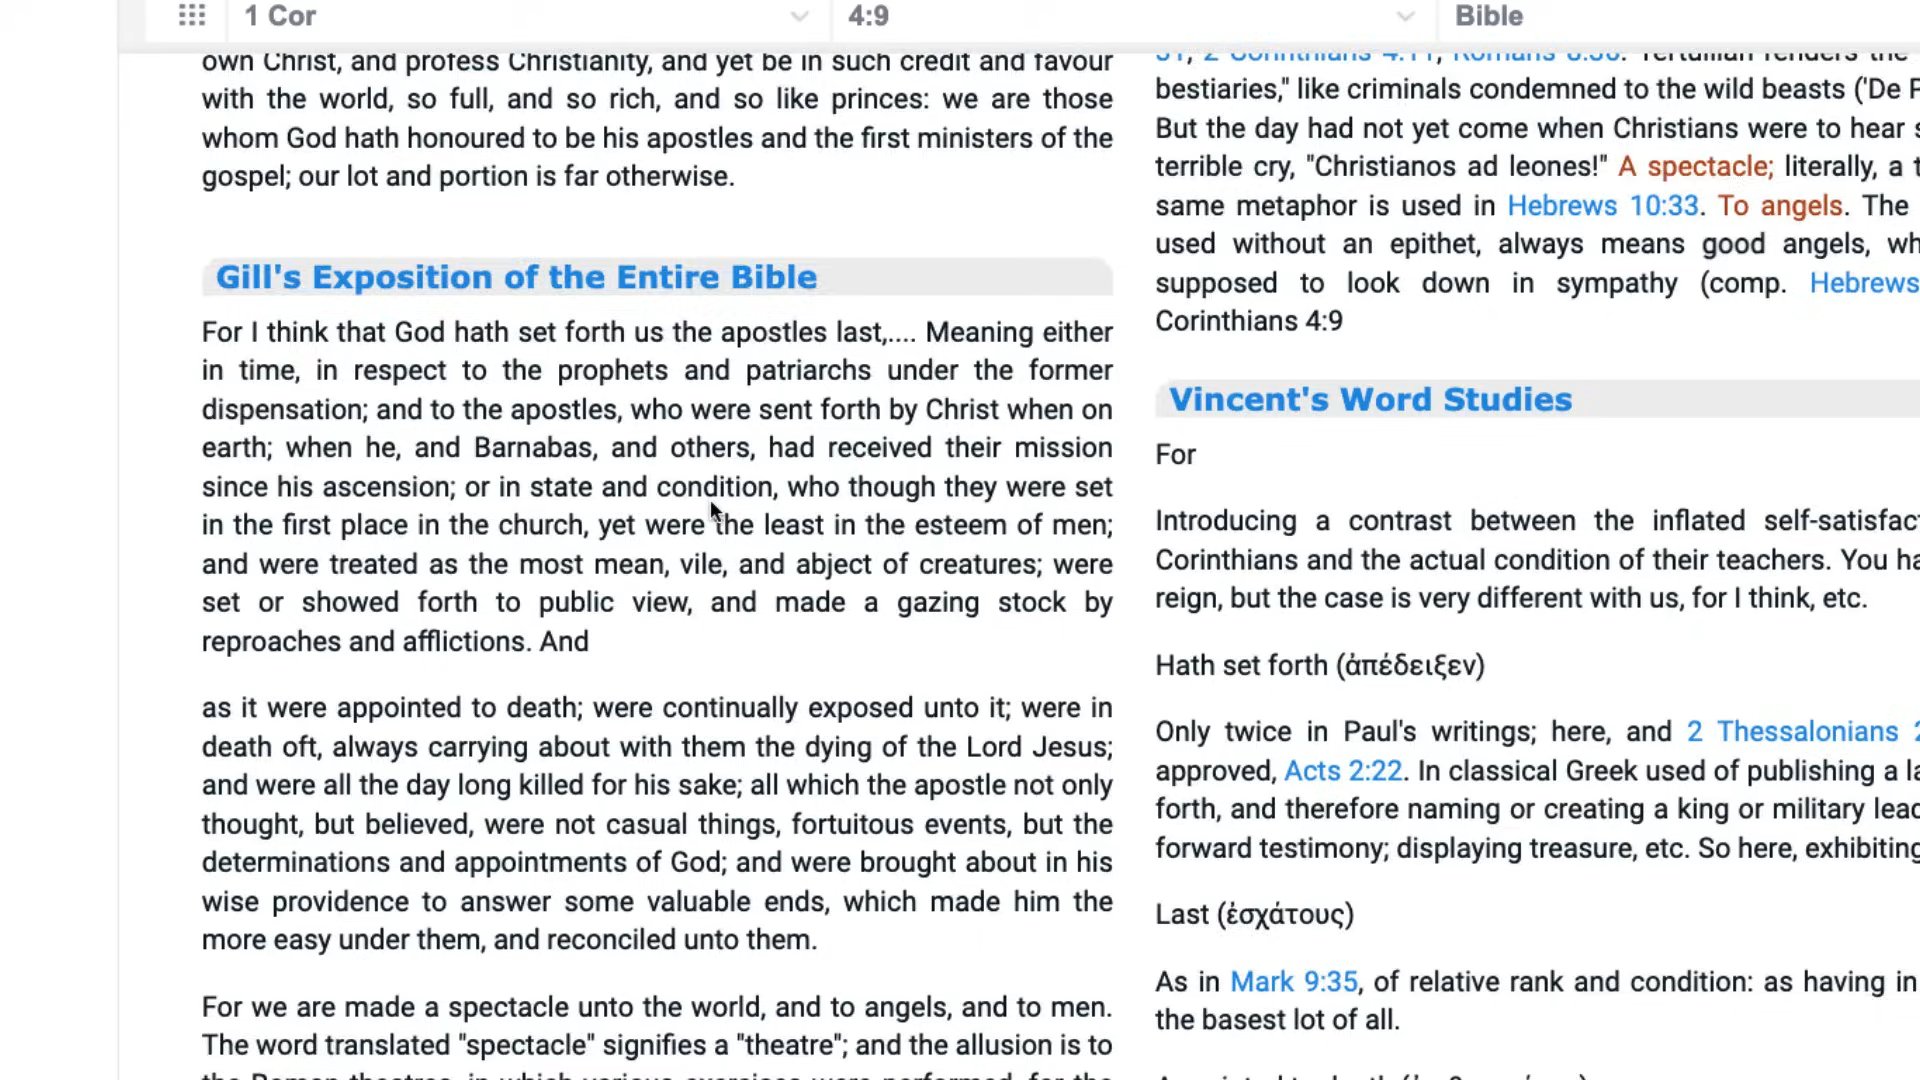 1 Cor
4:9
Bible
own Christ, and profess Christianity, and yet be in such credit and favour
with the world, so full, and so rich, and so like princes: we are those
whom God hath honoured to be his apostles and the first ministers of the
gospel; our lot and portion is far otherwise.
Gill's Exposition of the Entire Bible
For I think that God hath set forth us the apostles last,.... Meaning either
in time, in respect to the prophets and patriarchs under the former
dispensation; and to the apostles, who were sent forth by Christ when on
earth; when he, and Barnabas, and others, had received their mission
since his ascension; or in state and condition, who though they were set
in the first place in the church, yet were the least in the esteem of men;
and were treated as the most mean, vile, and abject of creatures; were
set or showed forth to public view, and made a gazing stock by
reproaches and afflictions. And
as it were appointed to death; were continually exposed unto it; were in
death oft, always carrying about with them the dying of the Lord Jesus;
and were all the day long killed for his sake; all which the apostle not only
thought, but believed, were not casual things, fortuitous events, but the
determinations and appointments of God; and were brought about in his
wise providence to answer some valuable ends, which made him the
more easy under them, and reconciled unto them.
For we are made a spectacle unto the world, and to angels, and to men.
The word translated "spectacle" signifies a "theatre"; and the allusion is to
the Roman theatres, in which various exercises were performed, for the
2 Corinthians 4:11, Romans 8:36. Tertullian renders the
bestiaries," like criminals condemned to the wild beasts ('De
But the day had not yet come when Christians were to hear
terrible cry, "Christianos ad leones!" A spectacle; literally, a
same metaphor is used in Hebrews 10:33. To angels. The
used without an epithet, always means good angels,
supposed to look down in sympathy (comp. Hebrews
Corinthians 4:9
Vincent's Word Studies
For
Introducing a contrast between the inflated
Corinthians and the actual condition of their teachers. You
reign, but the case is very different with us, for I think, etc.
Hath set forth (ἀπέδειξεν)
Only twice in Paul's writings; here, and 2 Thessalonians
approved, Acts 2:22. In classical Greek used of publishing a
forth, and therefore naming or creating a king or military
forward testimony; displaying treasure, etc. So here, exhibiting
Last (ἐσχάτους)
As in Mark 9:35, of relative rank and condition: as having in
the basest lot of all.